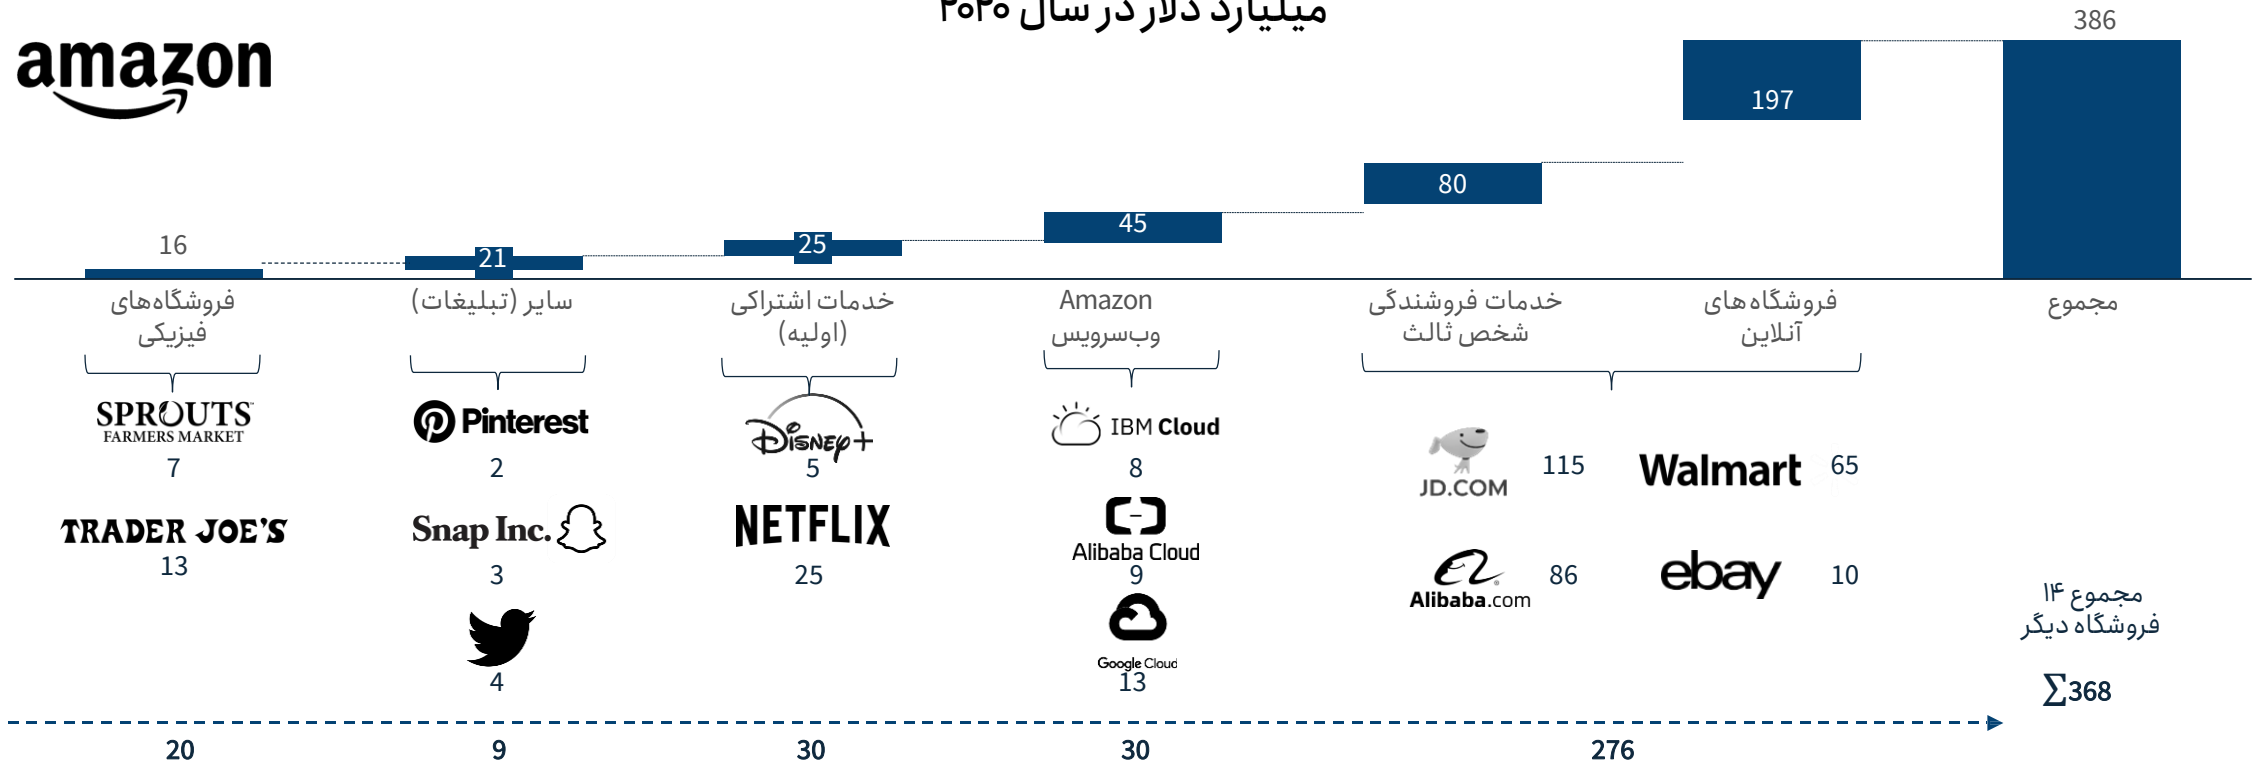 میلیارد دلار در سال ۲۰۲۰
amazon
386
197
80
45
25
21
16
فروشگاه‌های
فیزیکی
سایر (تبلیغات)
خدمات اشتراکی
(اولیه)
Amazon
وب‌سرویس
خدمات فروشندگی
شخص ثالث
فروشگاه‌های
آنلاین
مجموع
SPROUTS
FARMERS MARKET
7
TRADER JOE'S
13
Pinterest
2
Snap Inc.
3
4
Disney+
5
NETFLIX
25
IBM Cloud
8
Alibaba Cloud
9
Google Cloud
13
JD.COM
115
Alibaba.com
86
Walmart 65
ebay 10
مجموع ۱۴
فروشگاه دیگر
∑368
20 9 30 30 276